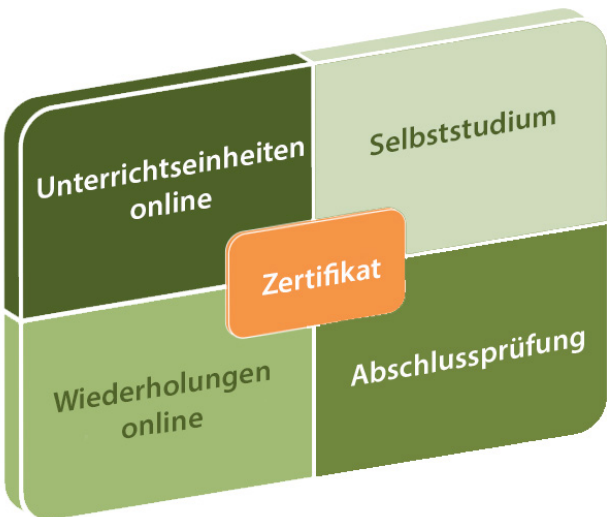 Unterrichtseinheiten
online
Selbststudium
Zertifikat
Wiederholungen
online
Abschlussprüfung